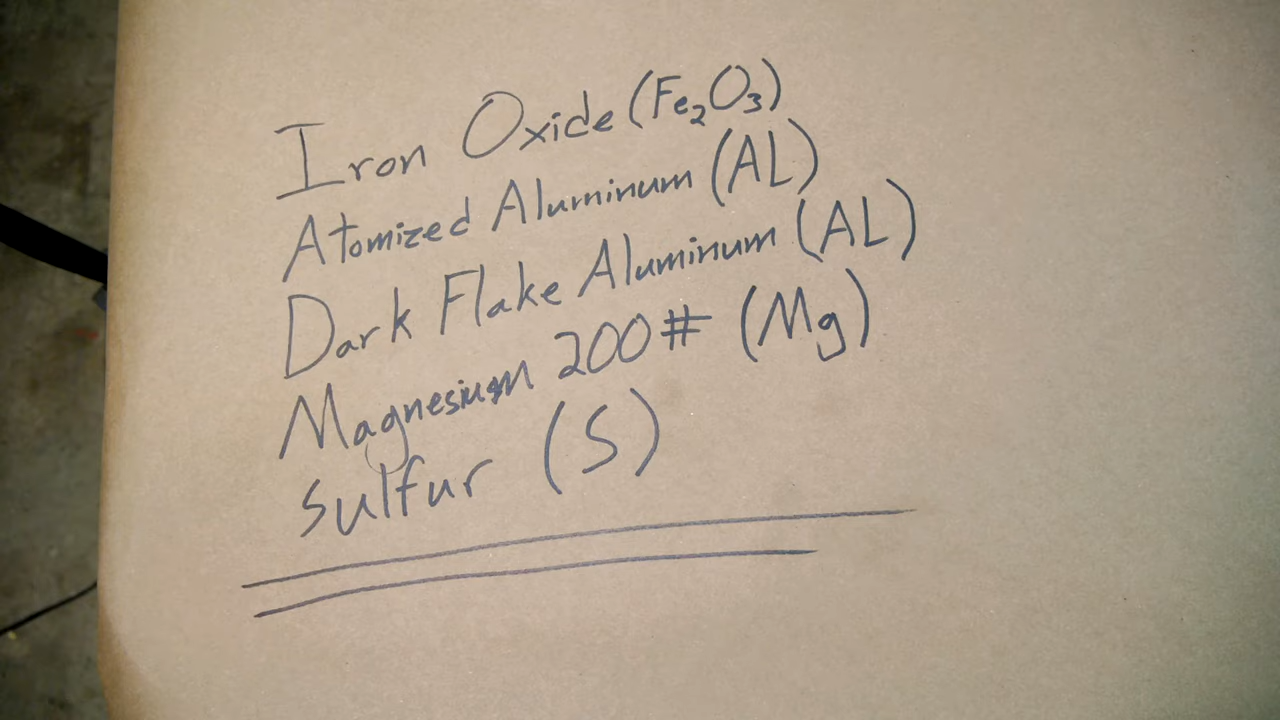 Iron Oxide (Fe₂O₃)
Atomized Aluminum (AL)
Dark Flake Aluminum (AL)
Magnesium 200# (Mg)
Sulfur (S)